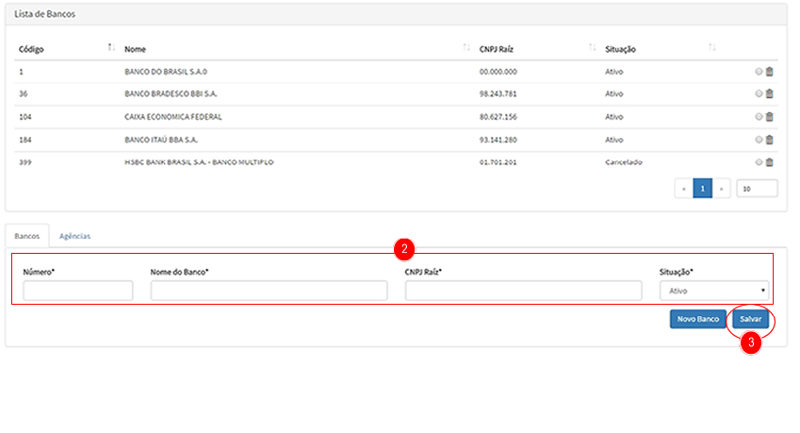 Lista de Bancos
Código Nome CNPJ Raíz Situação
1 BANCO DO BRASIL S.A.0 00.000.000 Ativo
36 BANCO BRADESCO BBI S.A. 98.243.781 Ativo
104 CAIXA ECONOMICA FEDERAL 80.627.156 Ativo
184 BANCO ITAÚ BBA S.A. 93.141.280 Ativo
399 HSBC BANK BRASIL S.A. - BANCO MULTIPLO 01.701.201 Cancelado
« 1 » 10
Bancos Agências
2
Número* Nome do Banco* CNPJ Raíz* Situação*
Ativo
Novo Banco Salvar
3